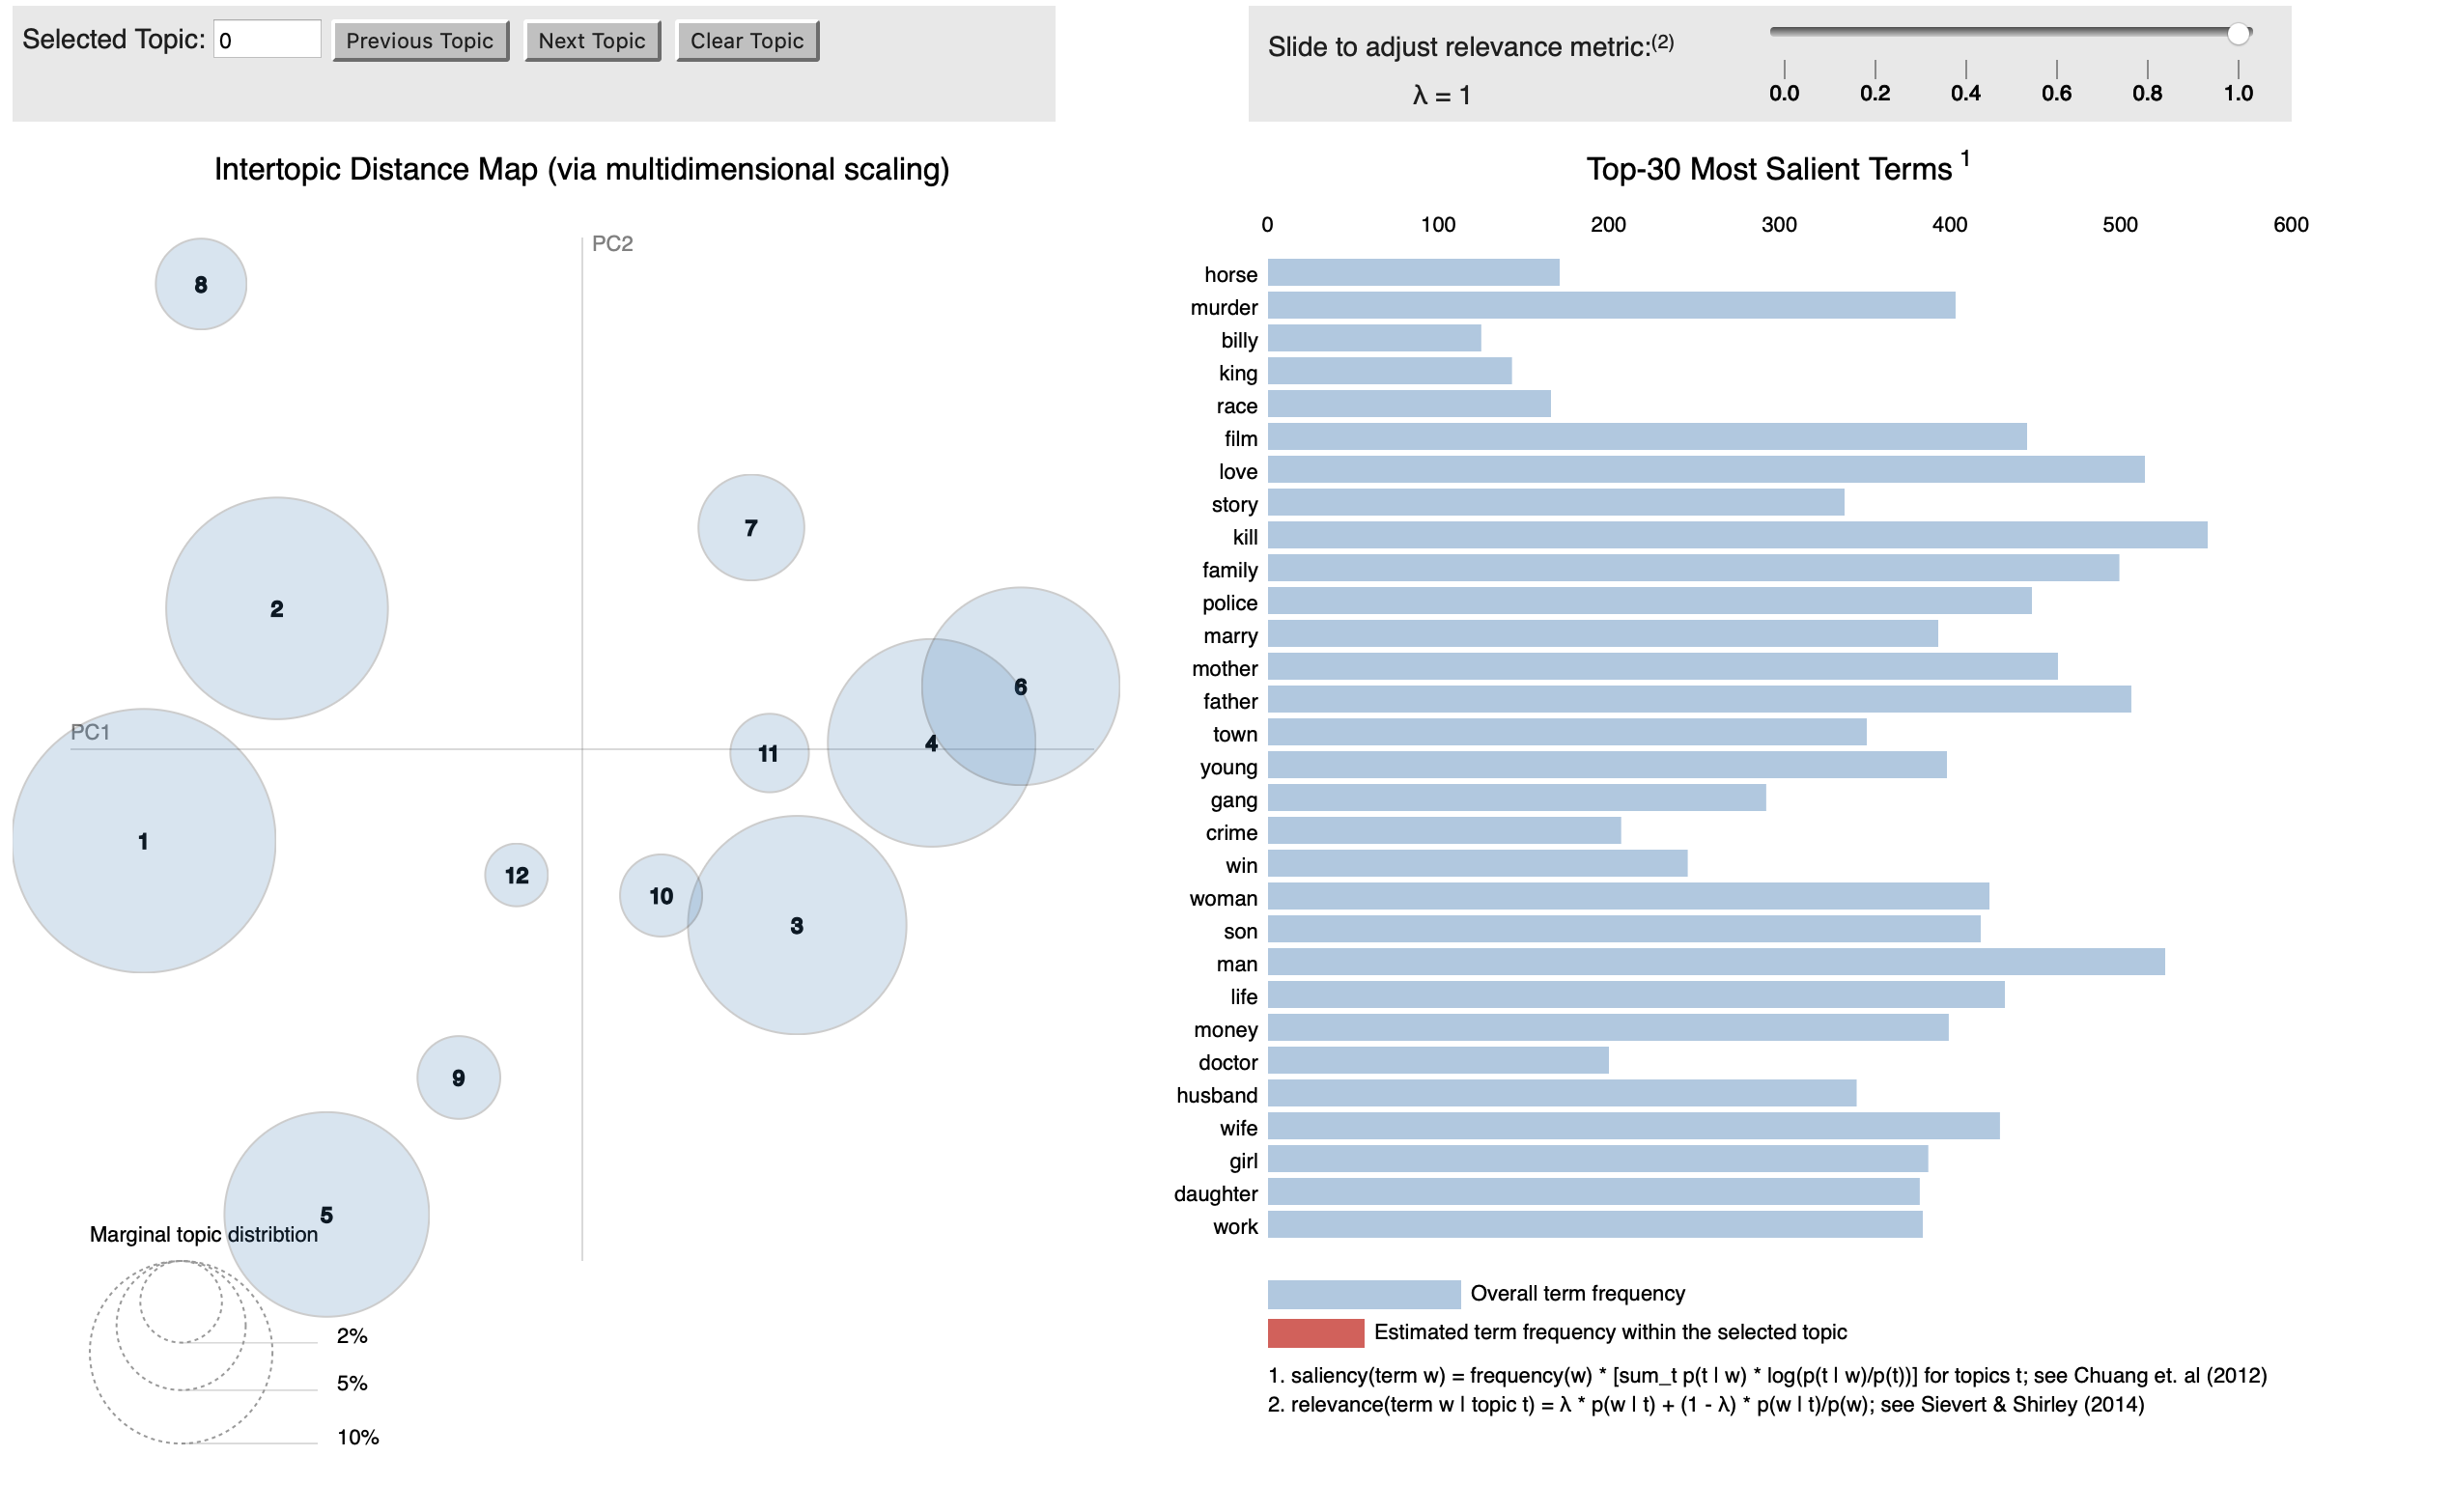 Selected Topic: 0 Previous Topic Next Topic Clear Topic
Slide to adjust relevance metric:(2)
λ = 1
0.0 0.2 0.4 0.6 0.8 1.0
Intertopic Distance Map (via multidimensional scaling)
PC2
PC1
8
7
2
6
4
11
1
12
10
3
9
5
Marginal topic distribtion
2%
5%
10%
Top-30 Most Salient Terms 1
0 100 200 300 400 500 600
horse
murder
billy
king
race
film
love
story
kill
family
police
marry
mother
father
town
young
gang
crime
win
woman
son
man
life
money
doctor
husband
wife
girl
daughter
work
Overall term frequency
Estimated term frequency within the selected topic
1. saliency(term w) = frequency(w) * [sum_t p(t | w) * log(p(t | w)/p(t))] for topics t; see Chuang et. al (2012)
2. relevance(term w | topic t) = λ * p(w | t) + (1 - λ) * p(w | t)/p(w); see Sievert & Shirley (2014)